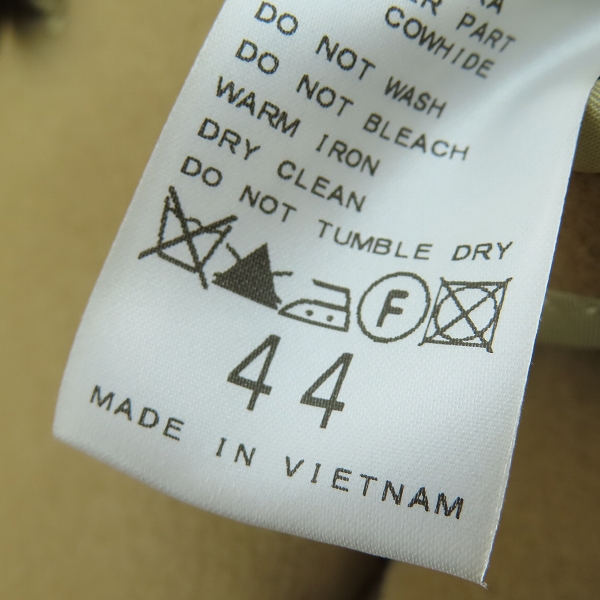 PART
COWHIDE
DO NOT WASH
DO NOT BLEACH
WARM IRON
DRY CLEAN
DO NOT TUMBLE DRY
F
44
MADE IN VIETNAM